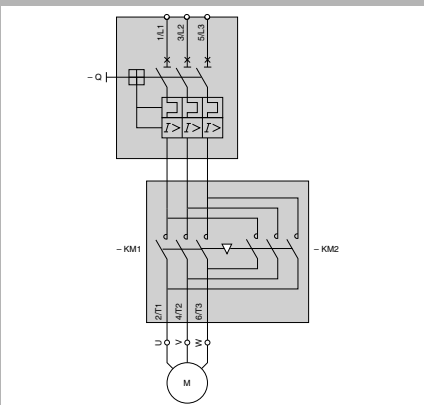 1/L1 3/L2 5/L3
– Q
I> I> I>
– KM1 – KM2
2/T1 4/T2 6/T3
U V W
M